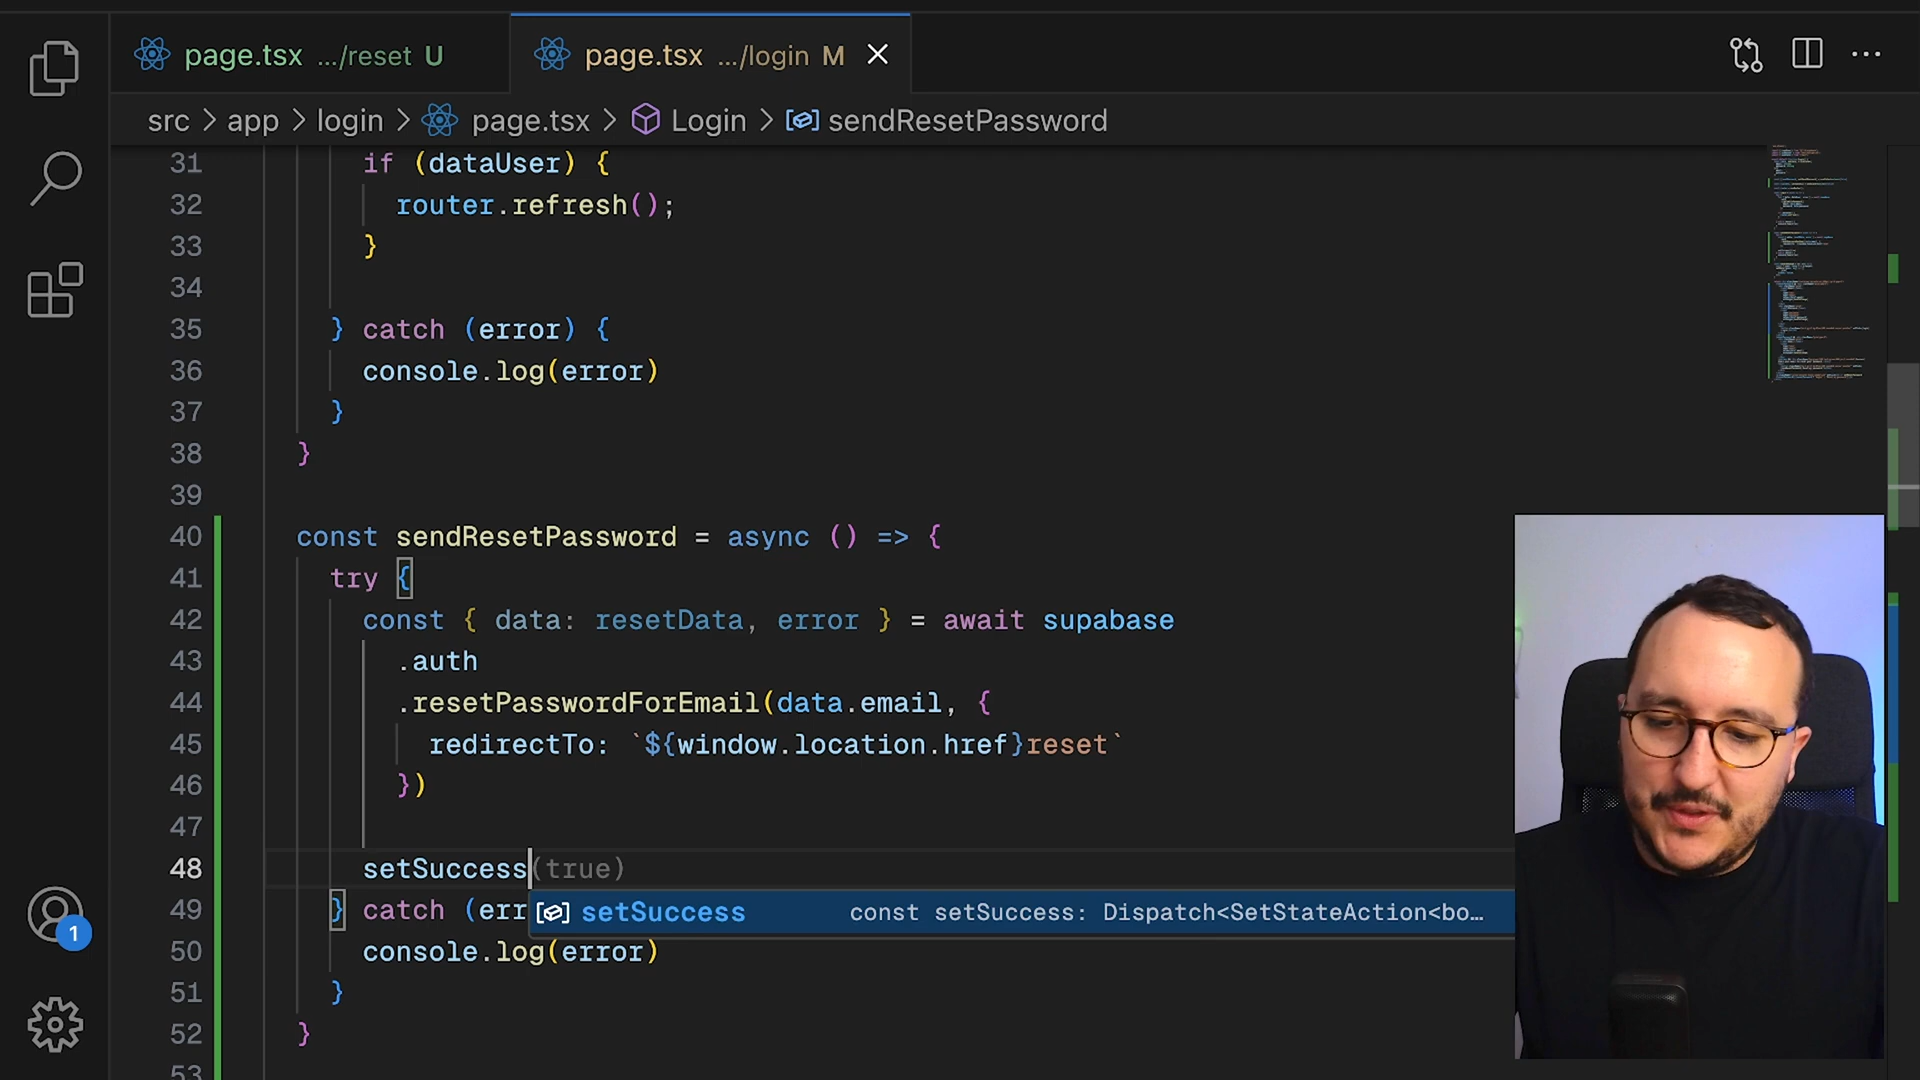 page.tsx .../reset U
page.tsx .../login M
src > app > login > page.tsx > Login > sendResetPassword
31 if (dataUser) {
32 router.refresh();
33 }
34
35 } catch (error) {
36 console.log(error)
37 }
38 }
39
40 const sendResetPassword = async () => {
41 try {
42 const { data: resetData, error } = await supabase
43 .auth
44 .resetPasswordForEmail(data.email, {
45 redirectTo: `${window.location.href}reset`
46 })
47
48 setSuccess(true)
49 } catch (err
setSuccess const setSuccess: Dispatch<SetStateAction<bo…
50 console.log(error)
51 }
52 }
53
1